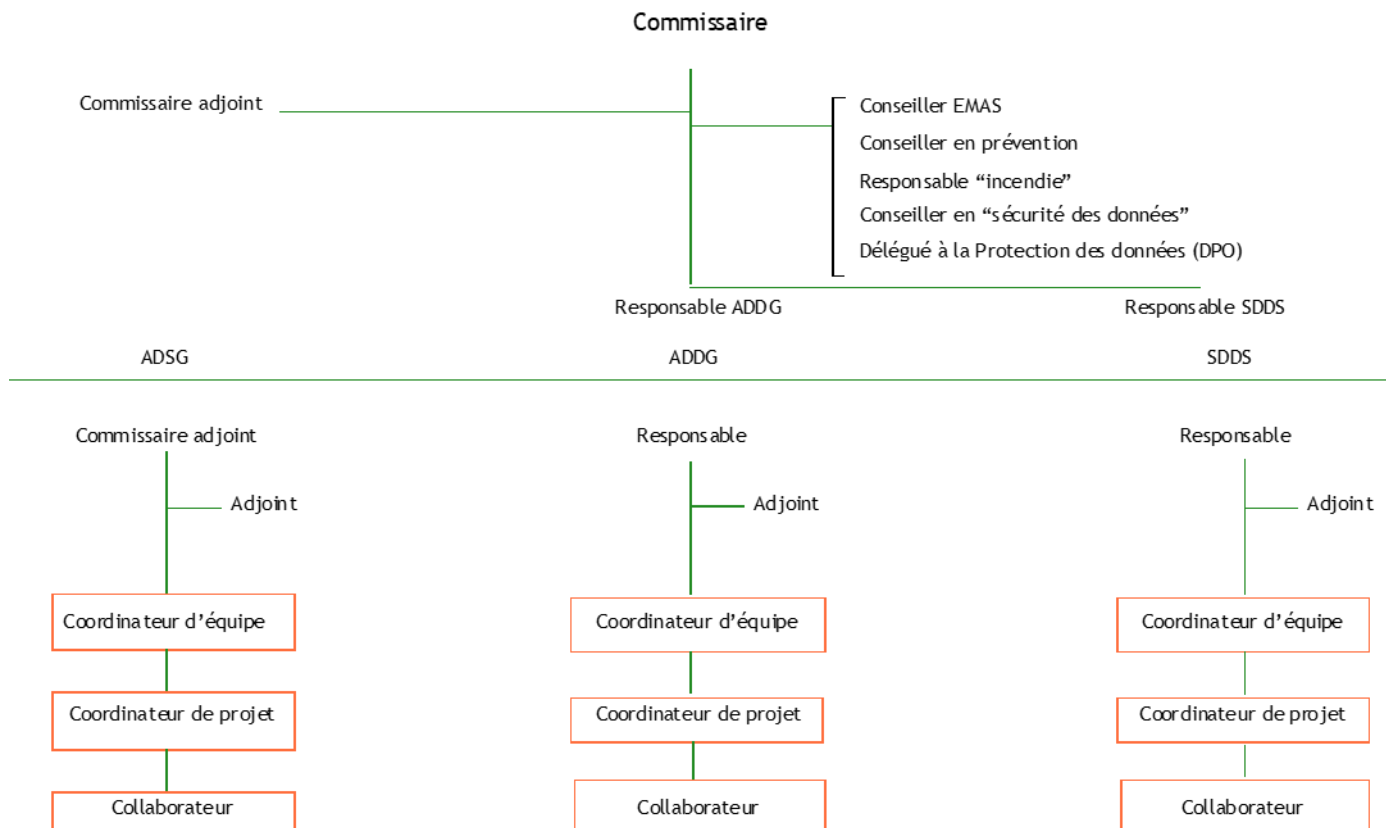 Commissaire
Commissaire adjoint
Conseiller EMAS
Conseiller en prévention
Responsable “incendie”
Conseiller en “sécurité des données”
Délégué à la Protection des données (DPO)
Responsable ADDG
Responsable SDDS
ADSG
ADDG
SDDS
Commissaire adjoint
Responsable
Responsable
Adjoint
Adjoint
Adjoint
Coordinateur d’équipe
Coordinateur d’équipe
Coordinateur d’équipe
Coordinateur de projet
Coordinateur de projet
Coordinateur de projet
Collaborateur
Collaborateur
Collaborateur